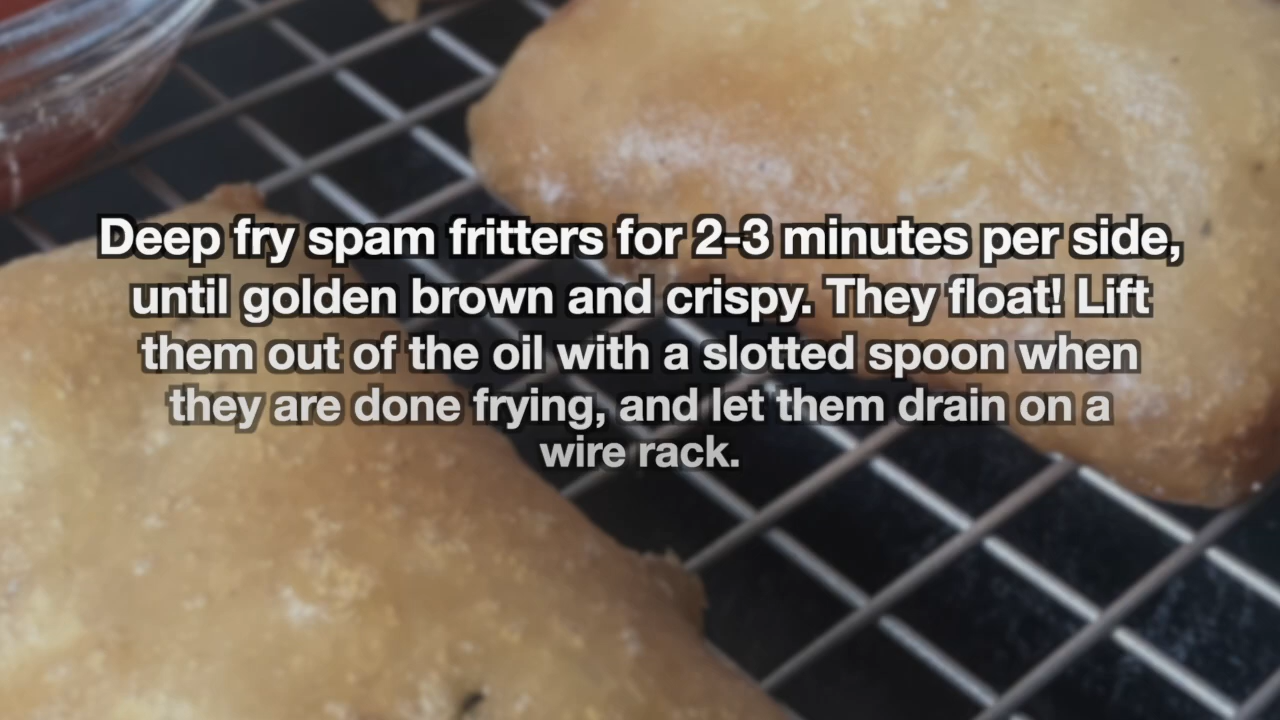 Deep fry spam fritters for 2-3 minutes per side,
until golden brown and crispy. They float! Lift
them out of the oil with a slotted spoon when
they are done frying, and let them drain on a
wire rack.